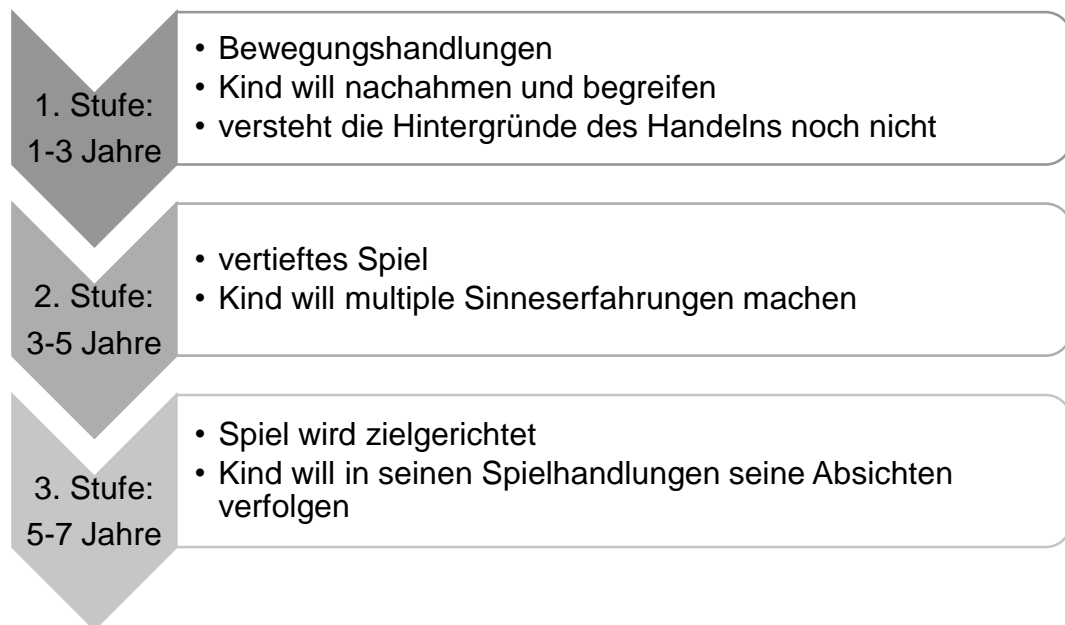 1. Stufe:
1-3 Jahre
• Bewegungshandlungen
• Kind will nachahmen und begreifen
• versteht die Hintergründe des Handelns noch nicht
2. Stufe:
3-5 Jahre
• vertieftes Spiel
• Kind will multiple Sinneserfahrungen machen
3. Stufe:
5-7 Jahre
• Spiel wird zielgerichtet
• Kind will in seinen Spielhandlungen seine Absichten
verfolgen